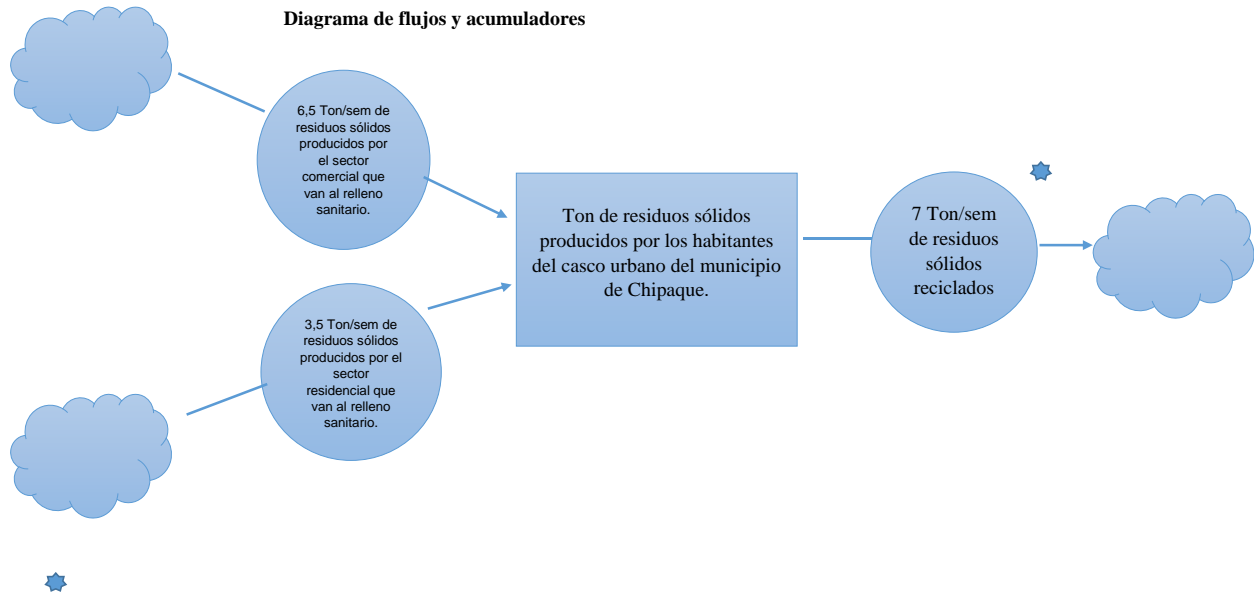 Diagrama de flujos y acumuladores
6,5 Ton/sem de
residuos sólidos
producidos por
el sector
comercial que
van al relleno
sanitario.
3,5 Ton/sem de
residuos sólidos
producidos por el
sector
residencial que
van al relleno
sanitario.
Ton de residuos sólidos
producidos por los habitantes
del casco urbano del municipio
de Chipaque.
7 Ton/sem
de residuos
sólidos
reciclados